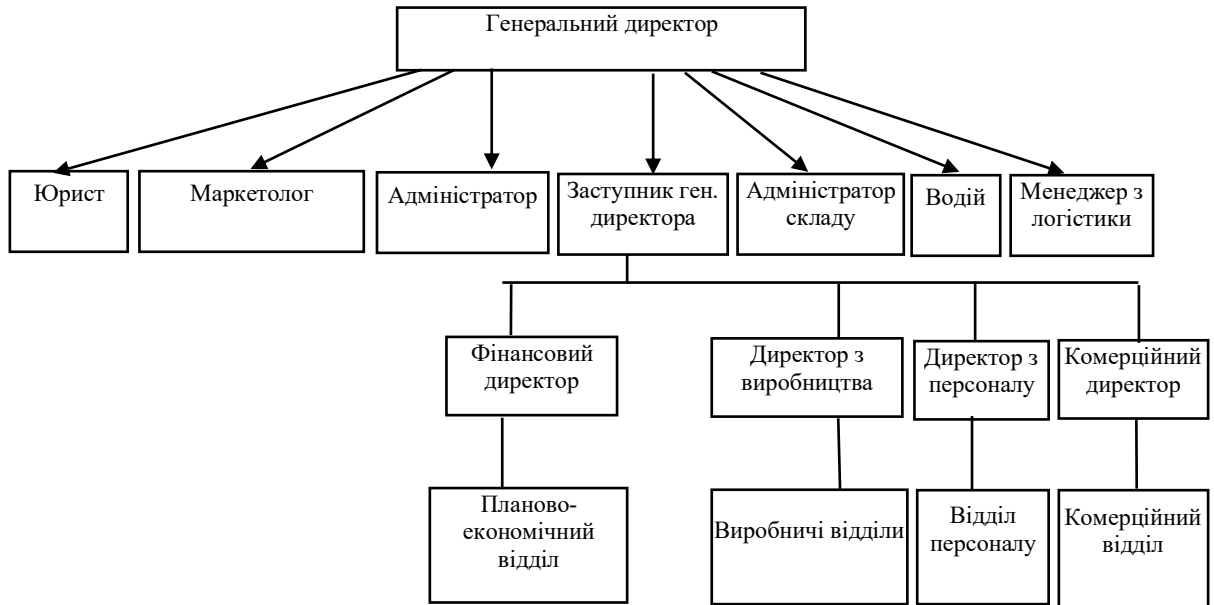 Генеральний директор
Юрист
Маркетолог
Адміністратор
Заступник ген.
директора
Адміністратор
складу
Водій
Менеджер з
логістики
Фінансовий
директор
Директор з
виробництва
Директор з
персоналу
Комерційний
директор
Планово-
економічний
відділ
Виробничі відділи
Відділ
персоналу
Комерційний
відділ